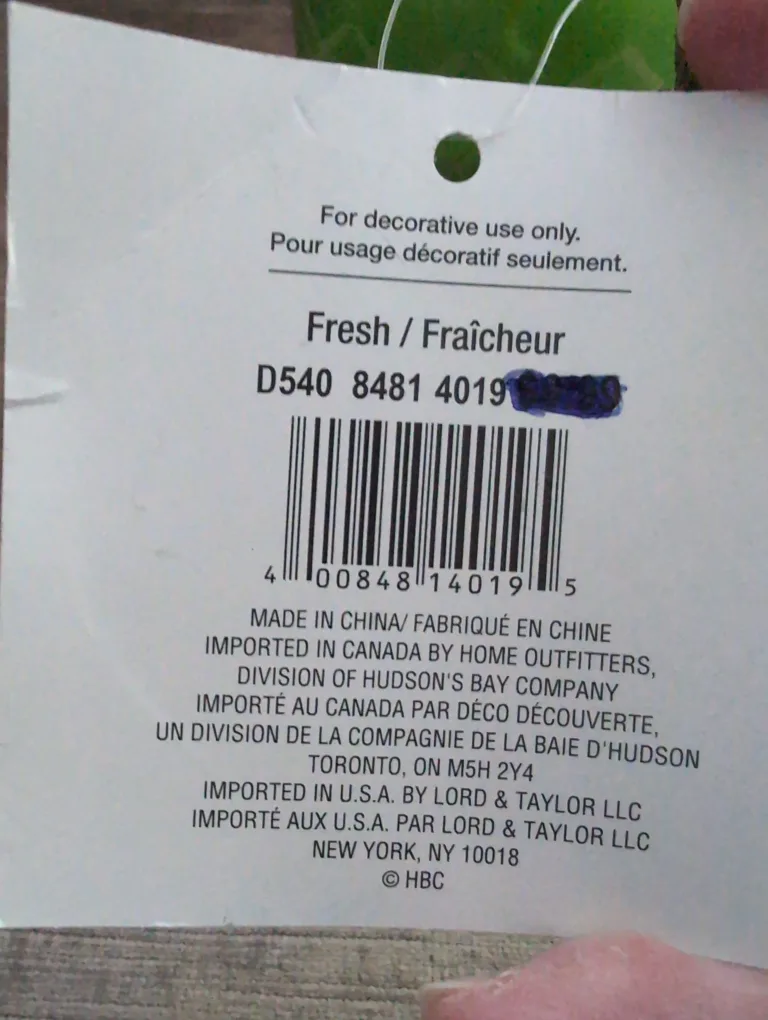 For decorative use only.
Pour usage décoratif seulement.
Fresh / Fraîcheur
D540 8481 4019
4 00848 14019 5
MADE IN CHINA/ FABRIQUÉ EN CHINE
IMPORTED IN CANADA BY HOME OUTFITTERS,
DIVISION OF HUDSON'S BAY COMPANY
IMPORTÉ AU CANADA PAR DÉCO DÉCOUVERTE,
UN DIVISION DE LA COMPAGNIE DE LA BAIE D'HUDSON
TORONTO, ON M5H 2Y4
IMPORTED IN U.S.A. BY LORD & TAYLOR LLC
IMPORTÉ AUX U.S.A. PAR LORD & TAYLOR LLC
NEW YORK, NY 10018
© HBC